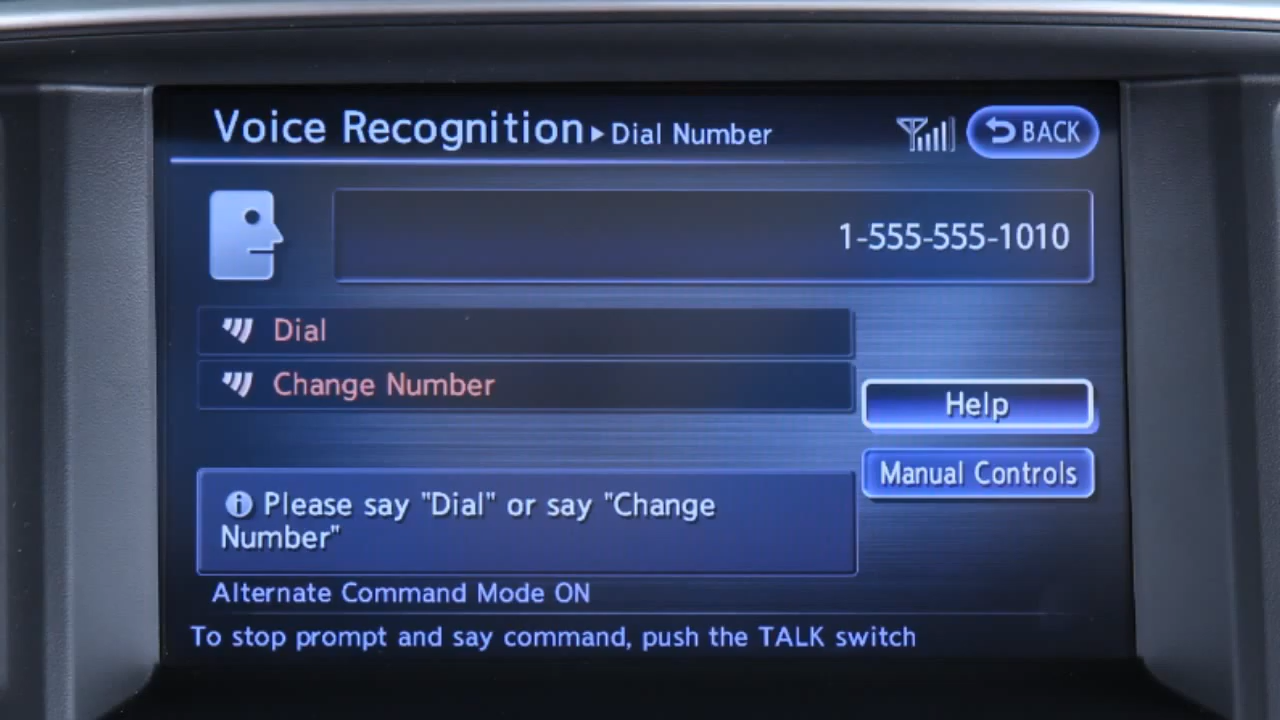 Voice Recognition ▸ Dial Number
BACK
1-555-555-1010
Dial
Change Number
Help
Manual Controls
Please say "Dial" or say "Change
Number"
Alternate Command Mode ON
To stop prompt and say command, push the TALK switch